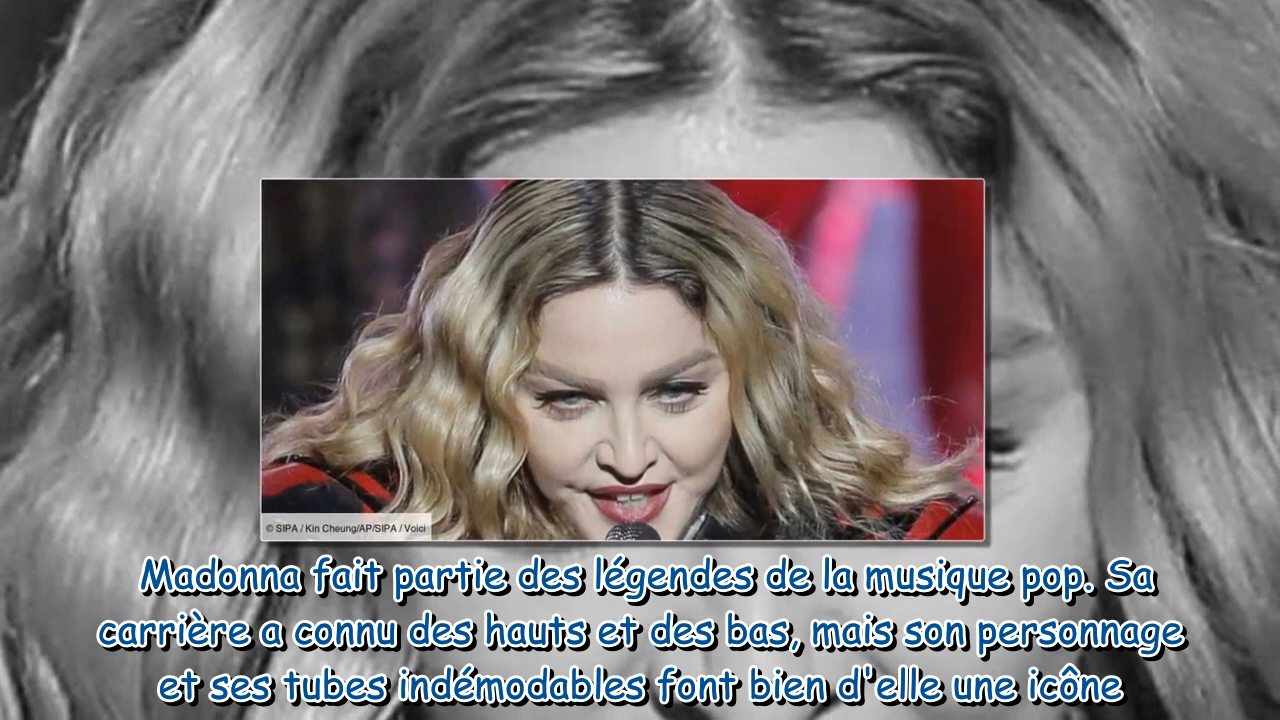 © SIPA / Kin Cheung/AP/SIPA / Voici
Madonna fait partie des légendes de la musique pop. Sa
carrière a connu des hauts et des bas, mais son personnage
et ses tubes indémodables font bien d'elle une icône